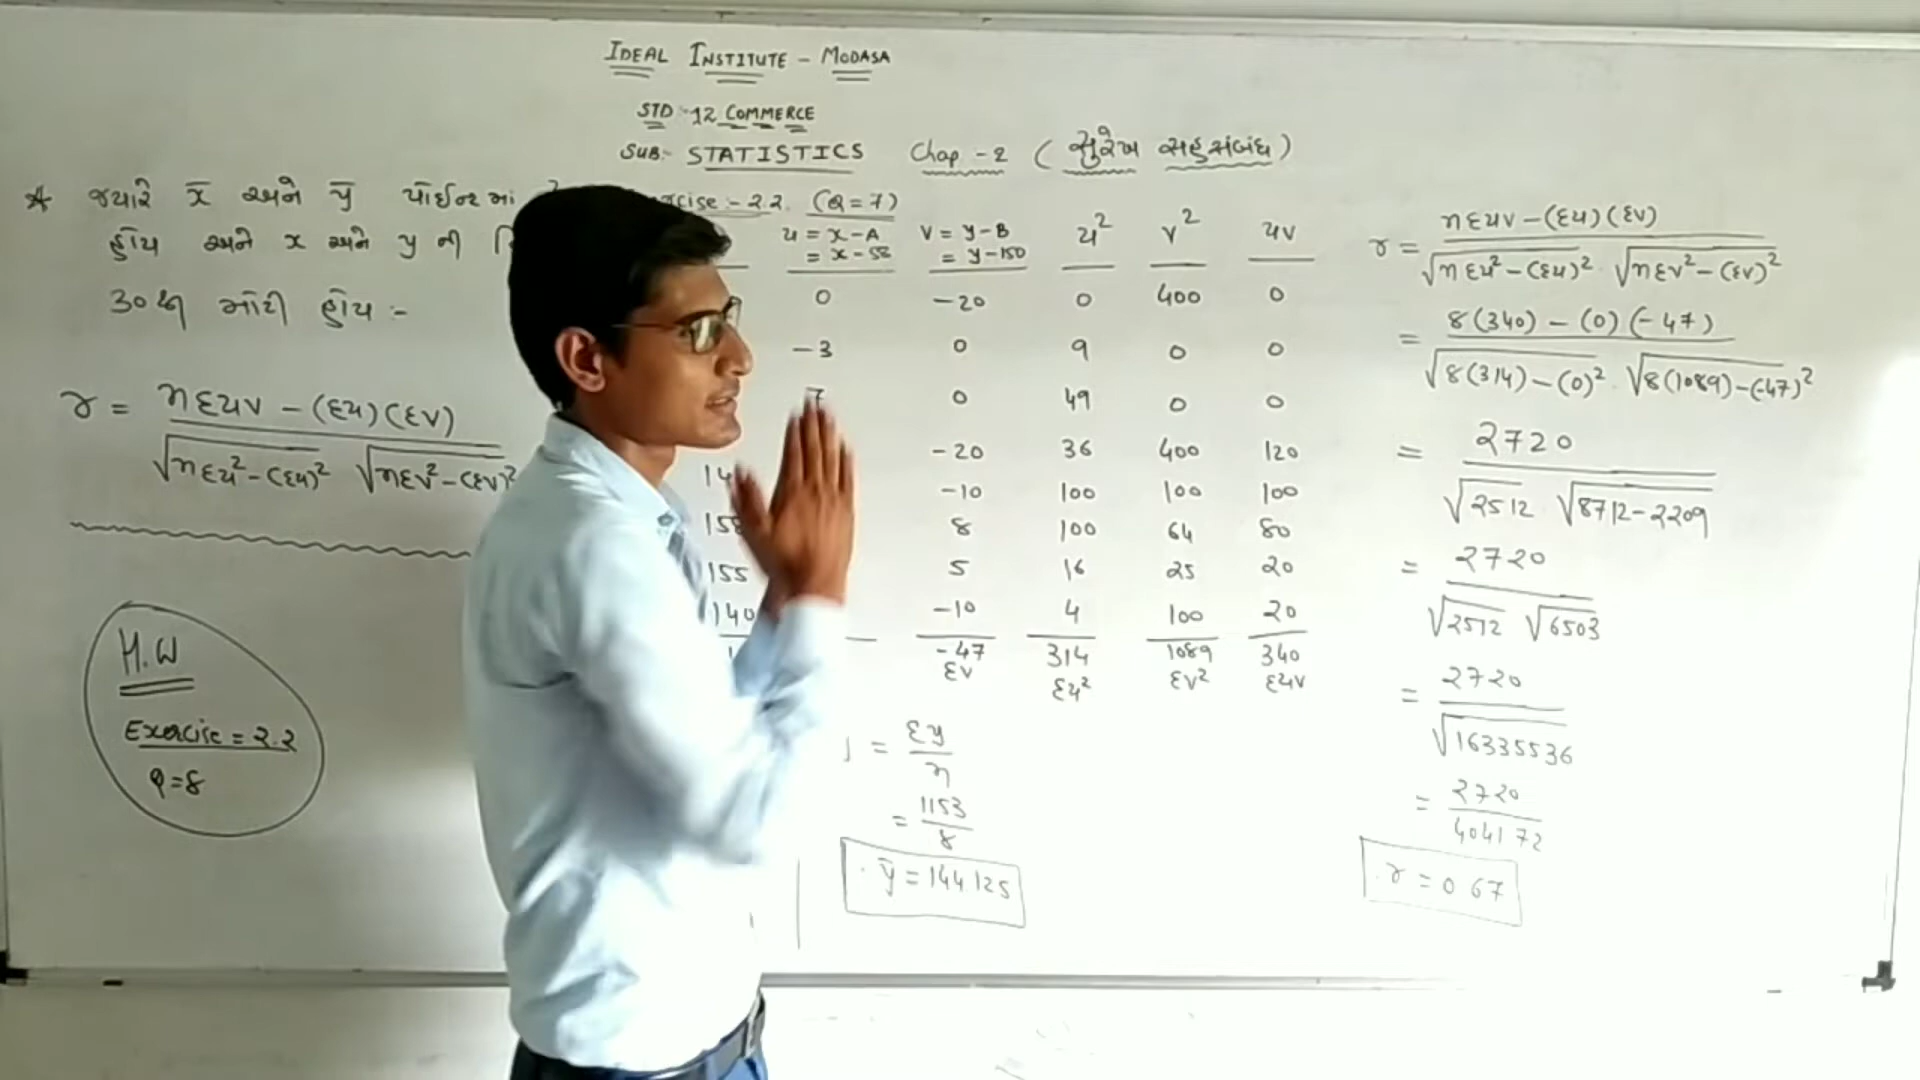 IDEAL INSTITUTE - MODASA
STD :- 12 COMMERCE
SUB:- STATISTICS Chap - 2 ( સુરેખ સહસંબંધ )
* જ્યારે x̅ અને y̅ પોઈન્ટમાં
હોય અને x અને y ની
30થી મોટી હોય :-
r = nΣuv - (Σu)(Σv)
√nΣu²-(Σu)² √nΣv²-(Σv)²
H.W
Exercise = 2.2
Q=8
:- 2.2. (Q=7)
u = x-A v = y-B u² v² uv
= x-58 = y-150
0 -20 0 400 0
-3 0 9 0 0
7 0 49 0 0
-20 36 400 120
-10 100 100 100
8 100 64 80
155 5 16 25 20
140 -10 4 100 20
-47 314 1089 340
Σv Σu² Σv² Σuv
= Σy
n
= 1153
8
y̅ = 144.125
r = nΣuv - (Σu)(Σv)
√nΣu²-(Σu)² . √nΣv²-(Σv)²
= 8(340) - (0)(-47)
√8(314)-(0)² . √8(1089)-(-47)²
= 2720
√2512 √8712-2209
= 2720
√2512 √6503
= 2720
√16335536
= 2720
4041.72
r = 0.67